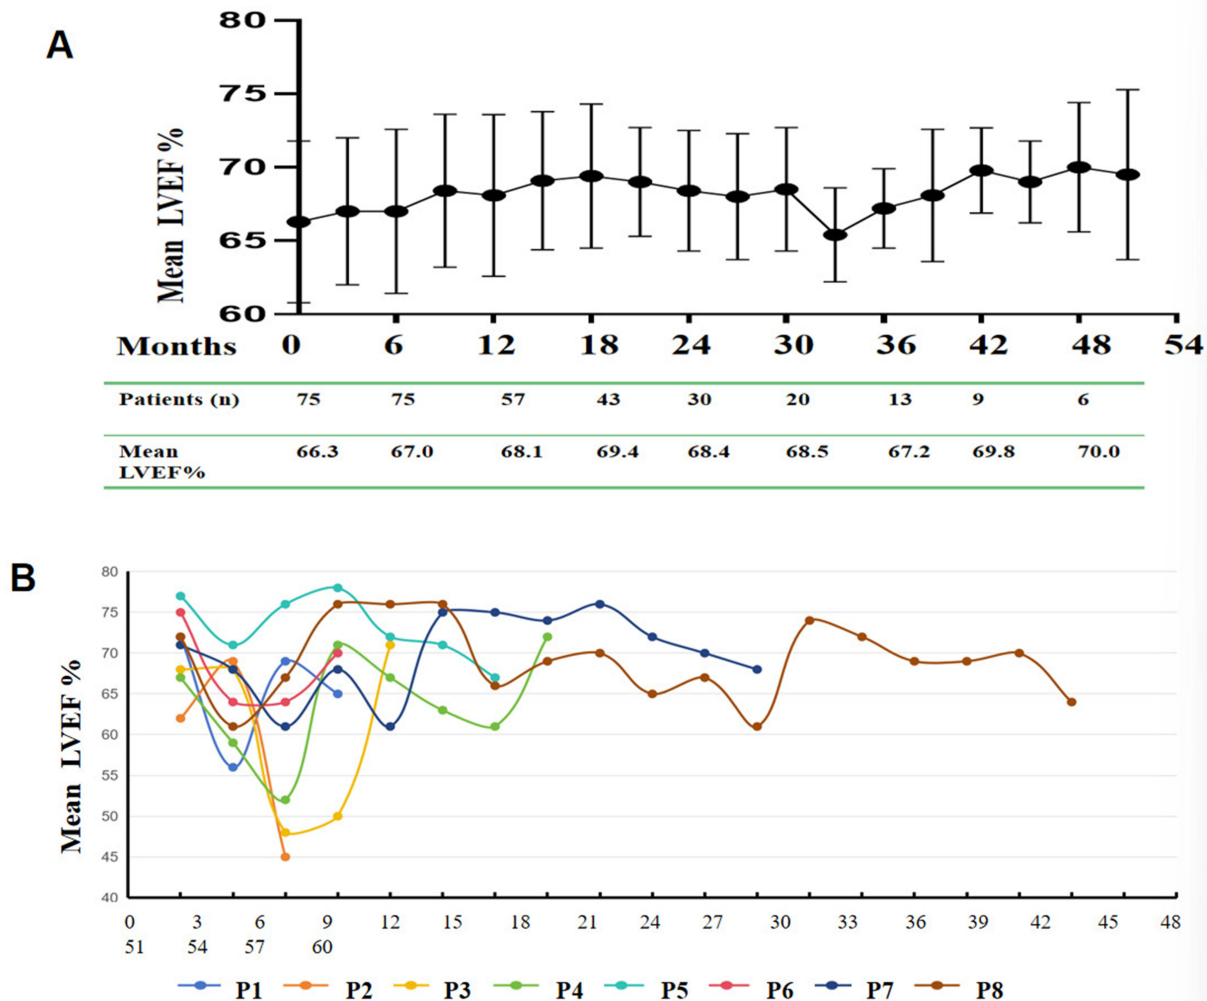 A
80
75
70
65
60
Mean LVEF %
Months 0 6 12 18 24 30 36 42 48 54
Patients (n) 75 75 57 43 30 20 13 9 6
Mean 66.3 67.0 68.1 69.4 68.4 68.5 67.2 69.8 70.0
LVEF%
B
80
75
70
65
60
55
50
45
40
Mean LVEF %
0 3 6 9 12 15 18 21 24 27 30 33 36 39 42 45 48
51 54 57 60
P1 P2 P3 P4 P5 P6 P7 P8